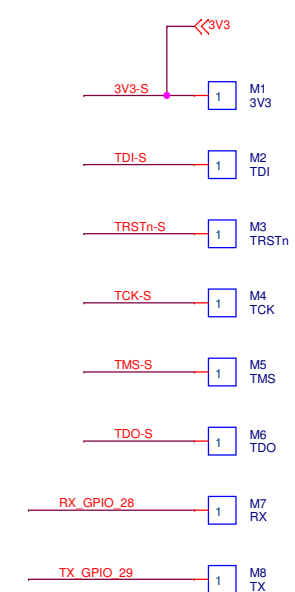 3V3
3V3-S
1
M1
3V3
TDI-S
1
M2
TDI
TRSTn-S
1
M3
TRSTn
TCK-S
1
M4
TCK
TMS-S
1
M5
TMS
TDO-S
1
M6
TDO
RX_GPIO_28
1
M7
RX
TX_GPIO_29
1
M8
TX